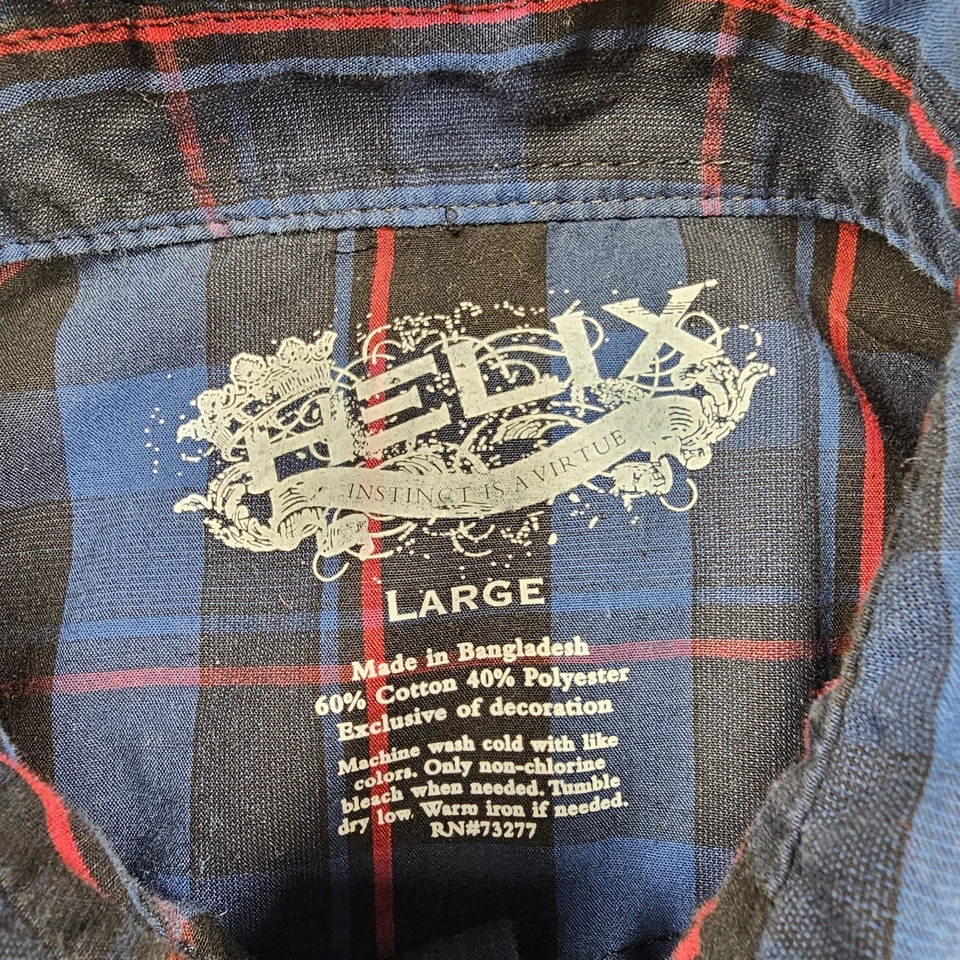 HELIX
INSTINCT IS A VIRTUE
LARGE
Made in Bangladesh
60% Cotton 40% Polyester
Exclusive of decoration
Machine wash cold with like
colors. Only non-chlorine
bleach when needed. Tumble
dry low. Warm iron if needed.
RN#73277